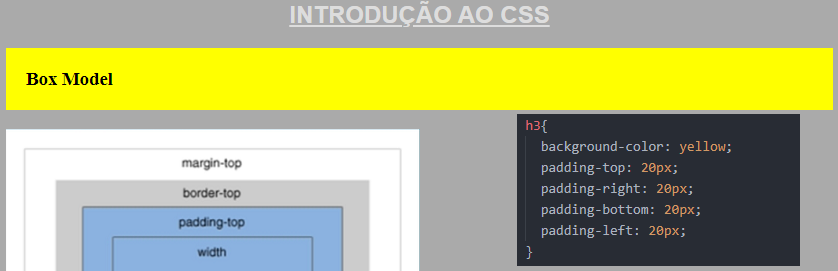 INTRODUÇÃO AO CSS
Box Model
margin-top
border-top
padding-top
width
h3{
background-color: yellow;
padding-top: 20px;
padding-right: 20px;
padding-bottom: 20px;
padding-left: 20px;
}